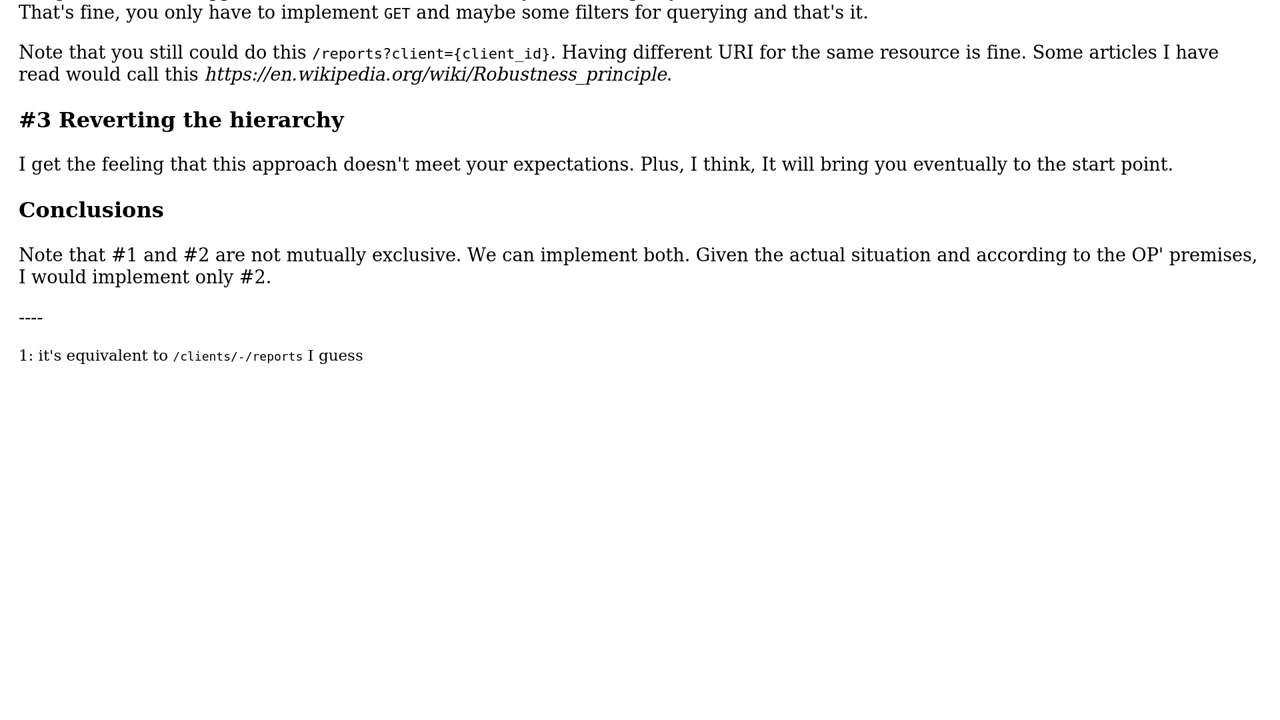 That's fine, you only have to implement GET and maybe some filters for querying and that's it.
Note that you still could do this /reports?client={client_id}. Having different URI for the same resource is fine. Some articles I have
read would call this https://en.wikipedia.org/wiki/Robustness_principle.
#3 Reverting the hierarchy
I get the feeling that this approach doesn't meet your expectations. Plus, I think, It will bring you eventually to the start point.
Conclusions
Note that #1 and #2 are not mutually exclusive. We can implement both. Given the actual situation and according to the OP' premises,
I would implement only #2.
----
1: it's equivalent to /clients/-/reports I guess